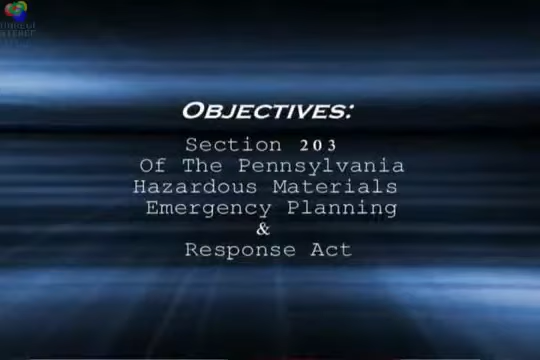 OBJECTIVES:
Section 203
Of The Pennsylvania
Hazardous Materials
Emergency Planning
&
Response Act